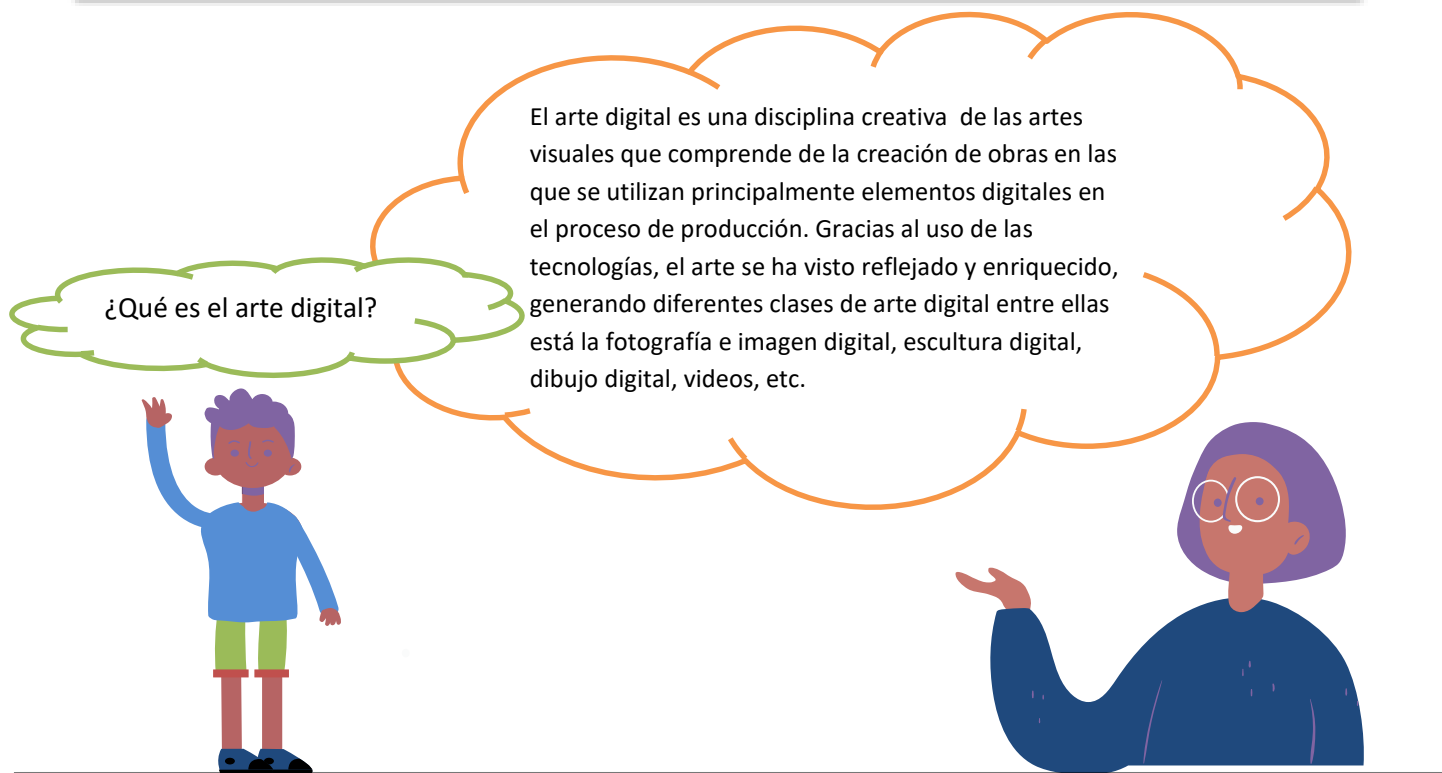 ¿Qué es el arte digital?
El arte digital es una disciplina creativa  de las artes
visuales que comprende de la creación de obras en las
que se utilizan principalmente elementos digitales en
el proceso de producción. Gracias al uso de las
tecnologías, el arte se ha visto reflejado y enriquecido,
generando diferentes clases de arte digital entre ellas
está la fotografía e imagen digital, escultura digital,
dibujo digital, videos, etc.